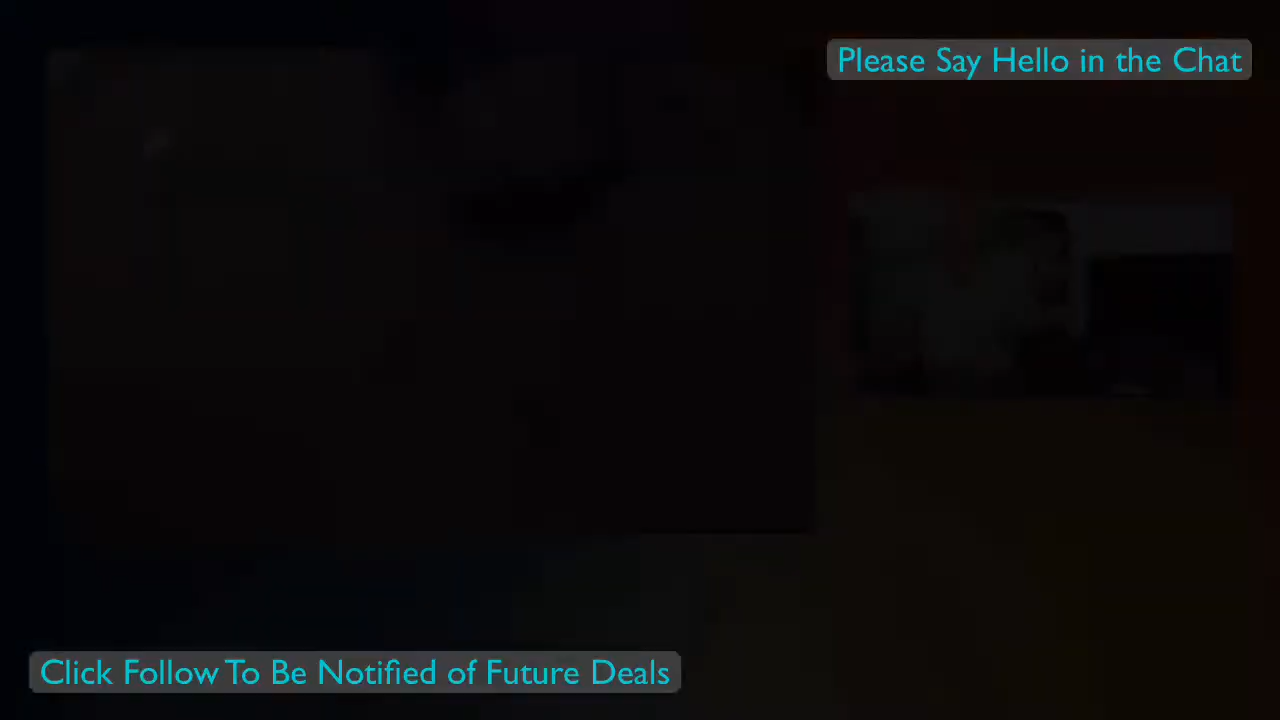 Please Say Hello in the Chat
Click Follow To Be Notified of Future Deals